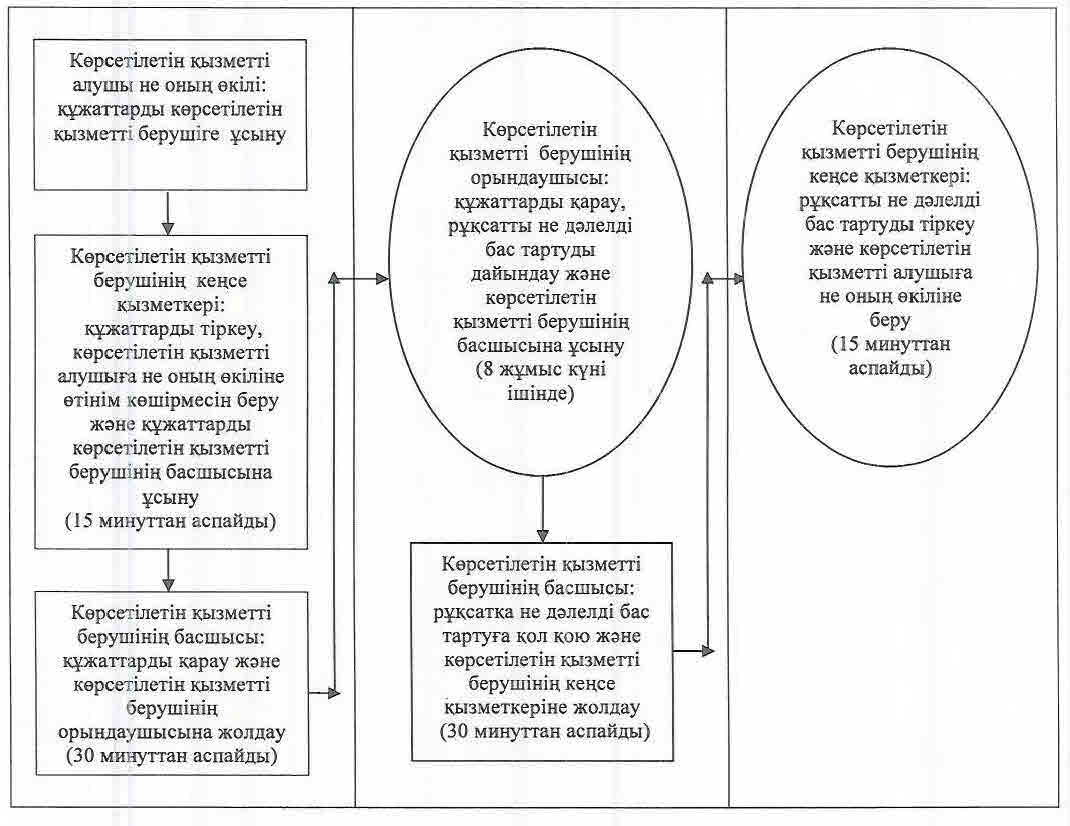 Көрсетілетін қызметті
алушы не оның өкілі:
құжаттарды көрсетілетін
қызметті берушіге ұсыну
Көрсетілетін қызметті
берушінің кеңсе
қызметкері:
құжаттарды тіркеу,
көрсетілетін қызметті
алушыға не оның өкіліне
өтінім көшірмесін беру
және құжаттарды
көрсетілетін қызметті
берушінің басшысына
ұсыну
(15 минуттан аспайды)
Көрсетілетін қызметті
берушінің басшысы:
құжаттарды қарау және
көрсетілетін қызметті
берушінің
орындаушысына жолдау
(30 минуттан аспайды)
Көрсетілетін
қызметті берушінің
орындаушысы:
құжаттарды қарау,
рұқсатты не дәлелді
бас тартуды
дайындау және
көрсетілетін
қызметті берушінің
басшысына ұсыну
(8 жұмыс күні
ішінде)
Көрсетілетін қызметті
берушінің басшысы:
рұқсатқа не дәлелді бас
тартуға қол қою және
көрсетілетін қызметті
берушінің кеңсе
қызметкеріне жолдау
(30 минуттан аспайды)
Көрсетілетін
қызметті берушінің
кеңсе қызметкері:
рұқсатты не дәлелді
бас тартуды тіркеу
және көрсетілетін
қызметті алушыға
не оның өкіліне
беру
(15 минуттан
аспайды)